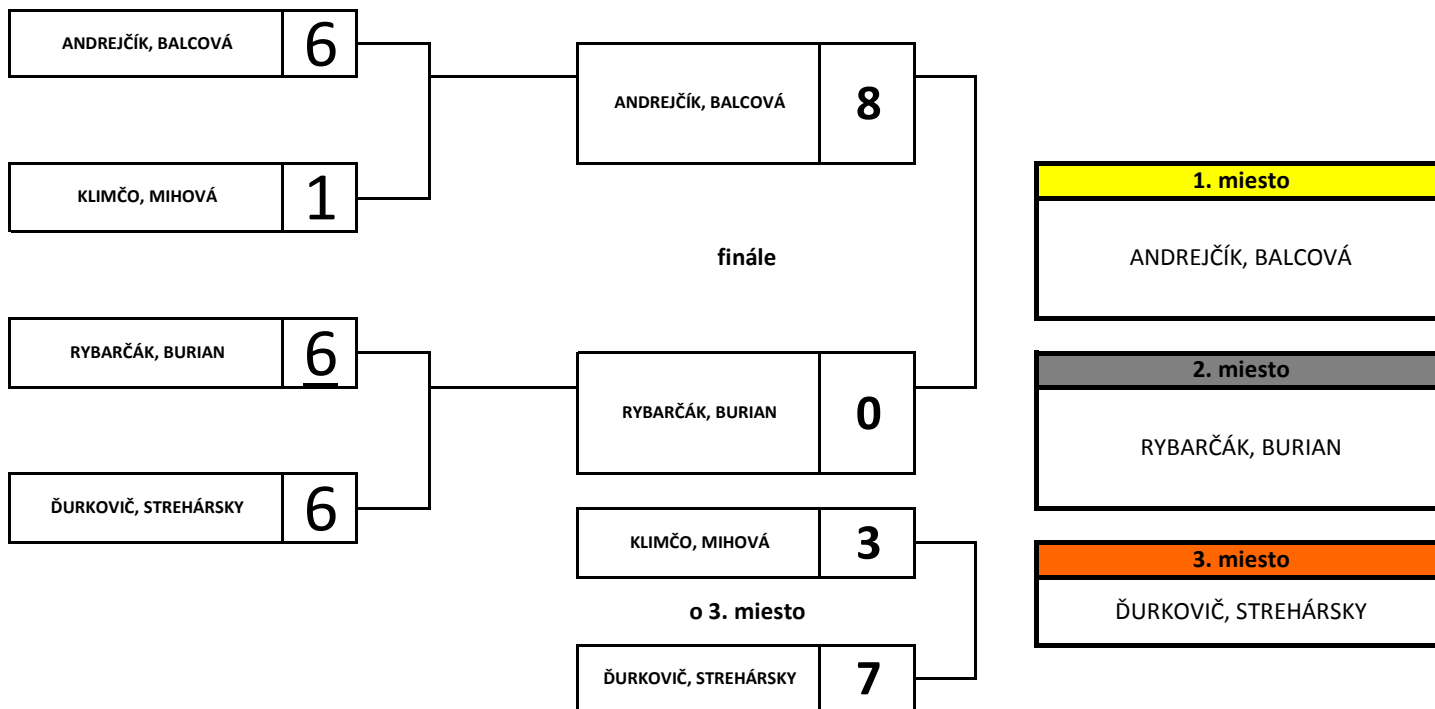 ANDREJČÍK, BALCOVÁ 6
KLIMČO, MIHOVÁ 1
RYBARČÁK, BURIAN 6
ĎURKOVIČ, STREHÁRSKY 6
ANDREJČÍK, BALCOVÁ 8
finále
RYBARČÁK, BURIAN 0
KLIMČO, MIHOVÁ 3
o 3. miesto
ĎURKOVIČ, STREHÁRSKY 7
1. miesto
ANDREJČÍK, BALCOVÁ
2. miesto
RYBARČÁK, BURIAN
3. miesto
ĎURKOVIČ, STREHÁRSKY